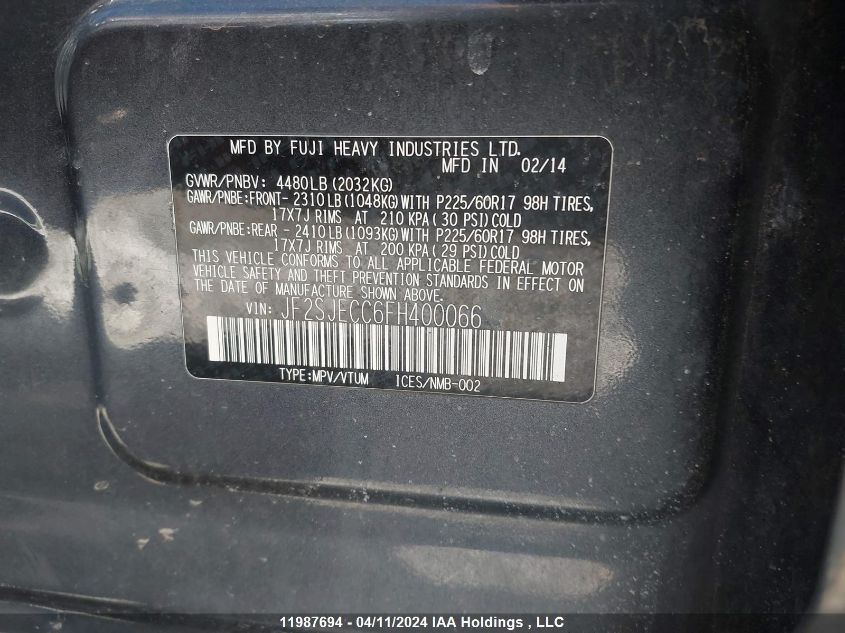 MFD BY FUJI HEAVY INDUSTRIES LTD.
MFD IN 02/14
GVWR/PNBV: 4480LB (2032KG)
GAWR/PNBE:FRONT- 2310LB (1048KG) WITH P225/60R17 98H TIRES,
17X7J RIMS AT 210 KPA ( 30 PSI) COLD
GAWR/PNBE:REAR - 2410LB (1093KG) WITH P225/60R17 98H TIRES,
17X7J RIMS AT 200 KPA ( 29 PSI) COLD
THIS VEHICLE CONFORMS TO ALL APPLICABLE FEDERAL MOTOR
VEHICLE SAFETY AND THEFT PREVENTION STANDARDS IN EFFECT ON
THE DATE OF MANUFACTURE SHOWN ABOVE.
VIN: JF2SJECC6FH400066
TYPE:MPV/VTUM ICES/NMB-002
11987694 - 04/11/2024 IAA Holdings , LLC